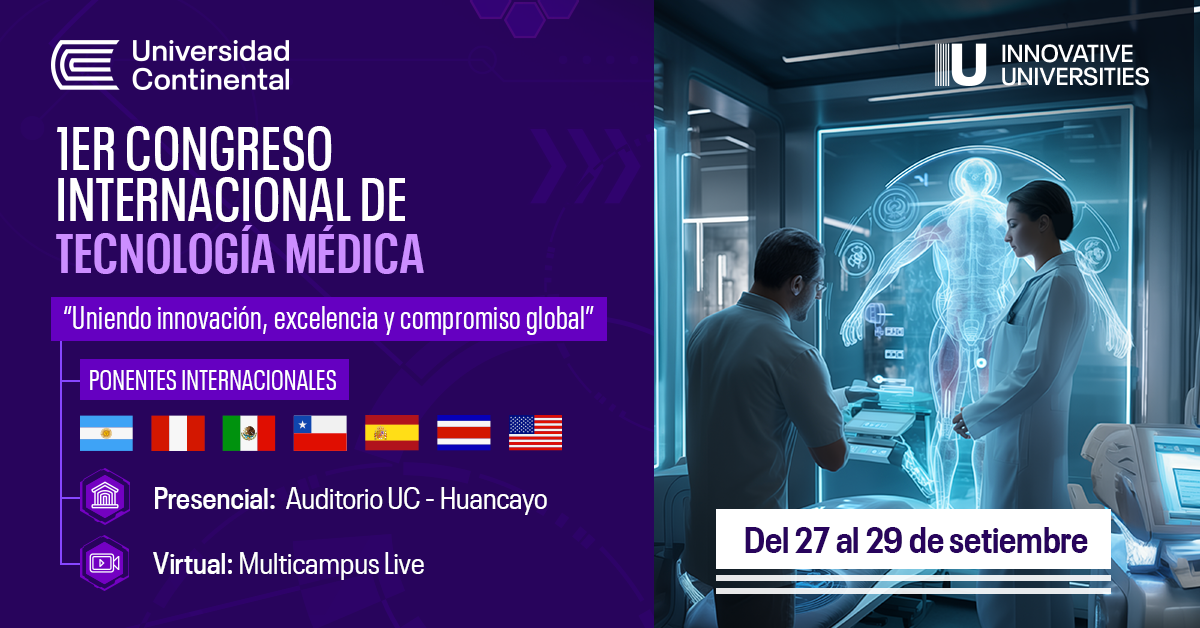 Universidad
Continental
INNOVATIVE
UNIVERSITIES
1ER CONGRESO
INTERNACIONAL DE
TECNOLOGÍA MÉDICA
“Uniendo innovación, excelencia y compromiso global”
PONENTES INTERNACIONALES
Presencial: Auditorio UC - Huancayo
Virtual: Multicampus Live
Del 27 al 29 de setiembre